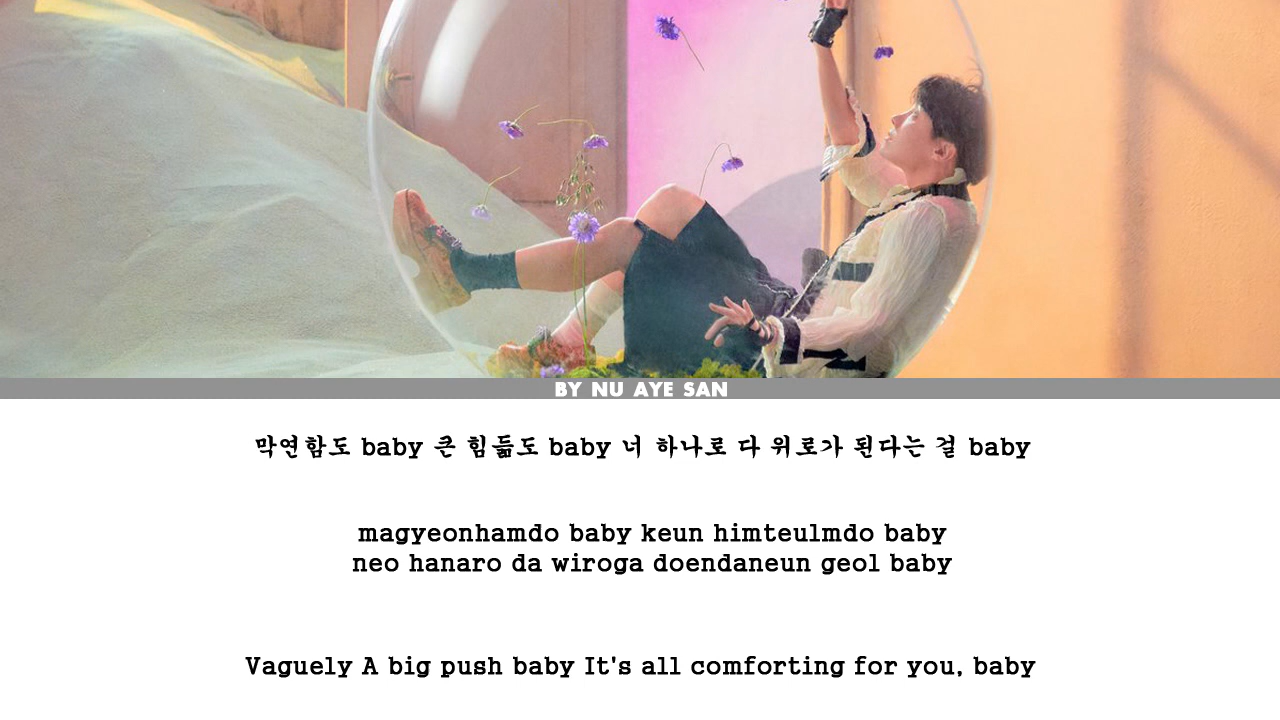 BY NU AYE SAN
막연함도 baby 큰 힘듦도 baby 너 하나로 다 위로가 된다는 걸 baby
magyeonhamdo baby keun himteulmdo baby
neo hanaro da wiroga doendaneun geol baby
Vaguely A big push baby It's all comforting for you, baby